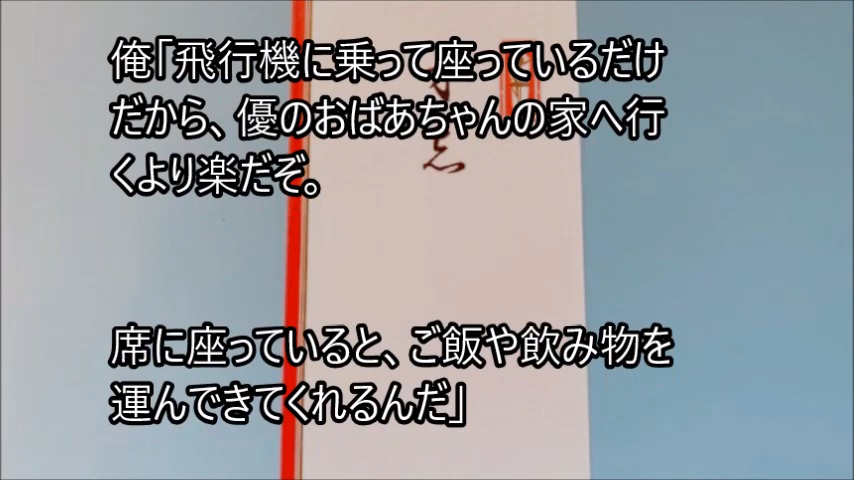 俺「飛行機に乗って座っているだけ
だから、優のおばあちゃんの家へ行
くより楽だぞ。
席に座っていると、ご飯や飲み物を
運んできてくれるんだ」